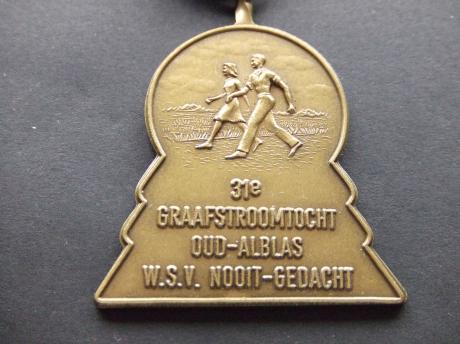 31e
GRAAFSTROOMTOCHT
OUD-ALBLAS
W.S.V. NOOIT-GEDACHT